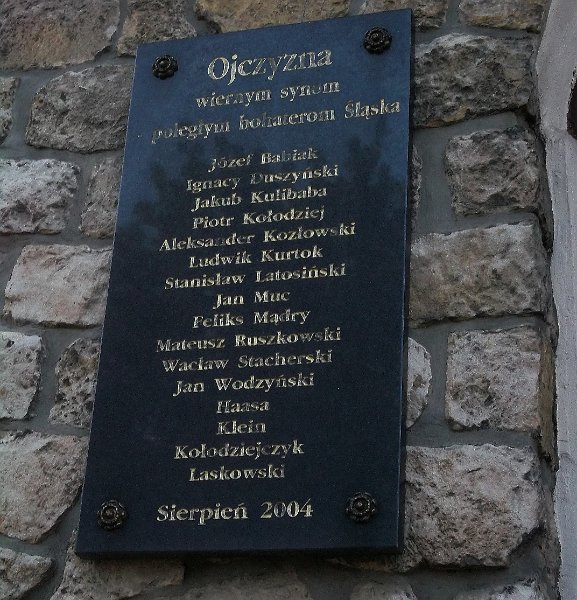 Ojczyzna
wiernym synom
poległym bohaterom Śląska
Józef Babiak
Ignacy Duszyński
Jakub Kulibaba
Piotr Kołodziej
Aleksander Kozłowski
Ludwik Kurtok
Stanisław Latosiński
Jan Muc
Feliks Mądry
Mateusz Ruszkowski
Wacław Stacherski
Jan Wodzyński
Haasa
Klein
Kołodziejczyk
Laskowski
Sierpień 2004